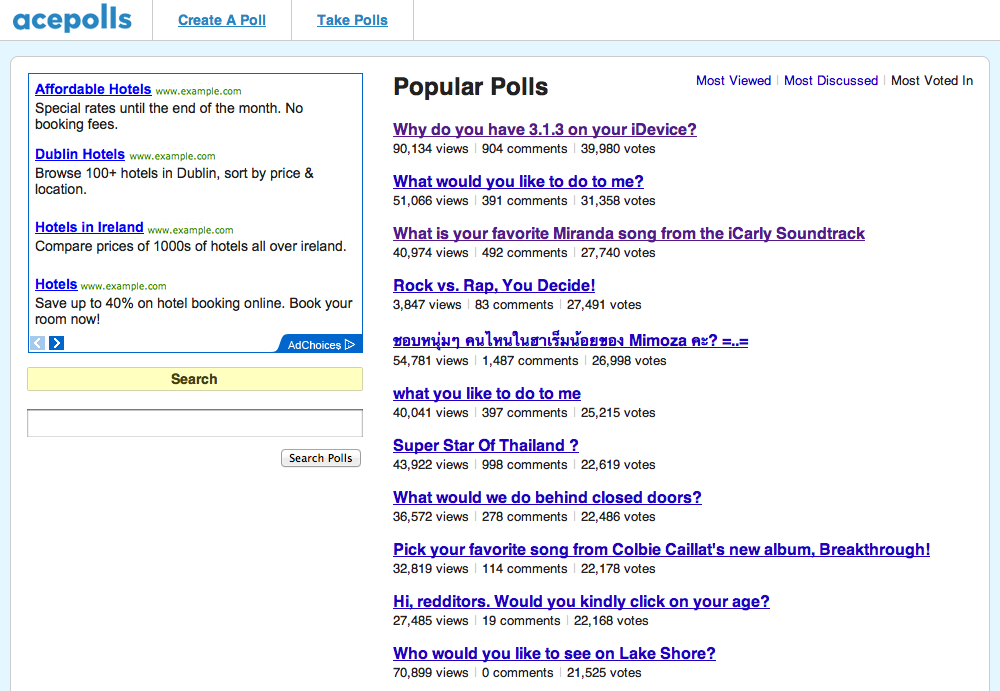 acepolls
Create A Poll
Take Polls
Affordable Hotels www.example.com
Special rates until the end of the month. No
booking fees.
Dublin Hotels www.example.com
Browse 100+ hotels in Dublin, sort by price &
location.
Hotels in Ireland www.example.com
Compare prices of 1000s of hotels all over ireland.
Hotels www.example.com
Save up to 40% on hotel booking online. Book your
room now!
AdChoices
Search
Search Polls
Popular Polls
Most Viewed | Most Discussed | Most Voted In
Why do you have 3.1.3 on your iDevice?
90,134 views | 904 comments | 39,980 votes
What would you like to do to me?
51,066 views | 391 comments | 31,358 votes
What is your favorite Miranda song from the iCarly Soundtrack
40,974 views | 492 comments | 27,740 votes
Rock vs. Rap, You Decide!
3,847 views | 83 comments | 27,491 votes
ชอบหนุ่มๆ คนไหนในฮาเร็มน้อยของ Mimoza คะ? =..=
54,781 views | 1,487 comments | 26,998 votes
what you like to do to me
40,041 views | 397 comments | 25,215 votes
Super Star Of Thailand ?
43,922 views | 998 comments | 22,619 votes
What would we do behind closed doors?
36,572 views | 278 comments | 22,486 votes
Pick your favorite song from Colbie Caillat's new album, Breakthrough!
32,819 views | 114 comments | 22,178 votes
Hi, redditors. Would you kindly click on your age?
27,485 views | 19 comments | 22,168 votes
Who would you like to see on Lake Shore?
70,899 views | 0 comments | 21,525 votes